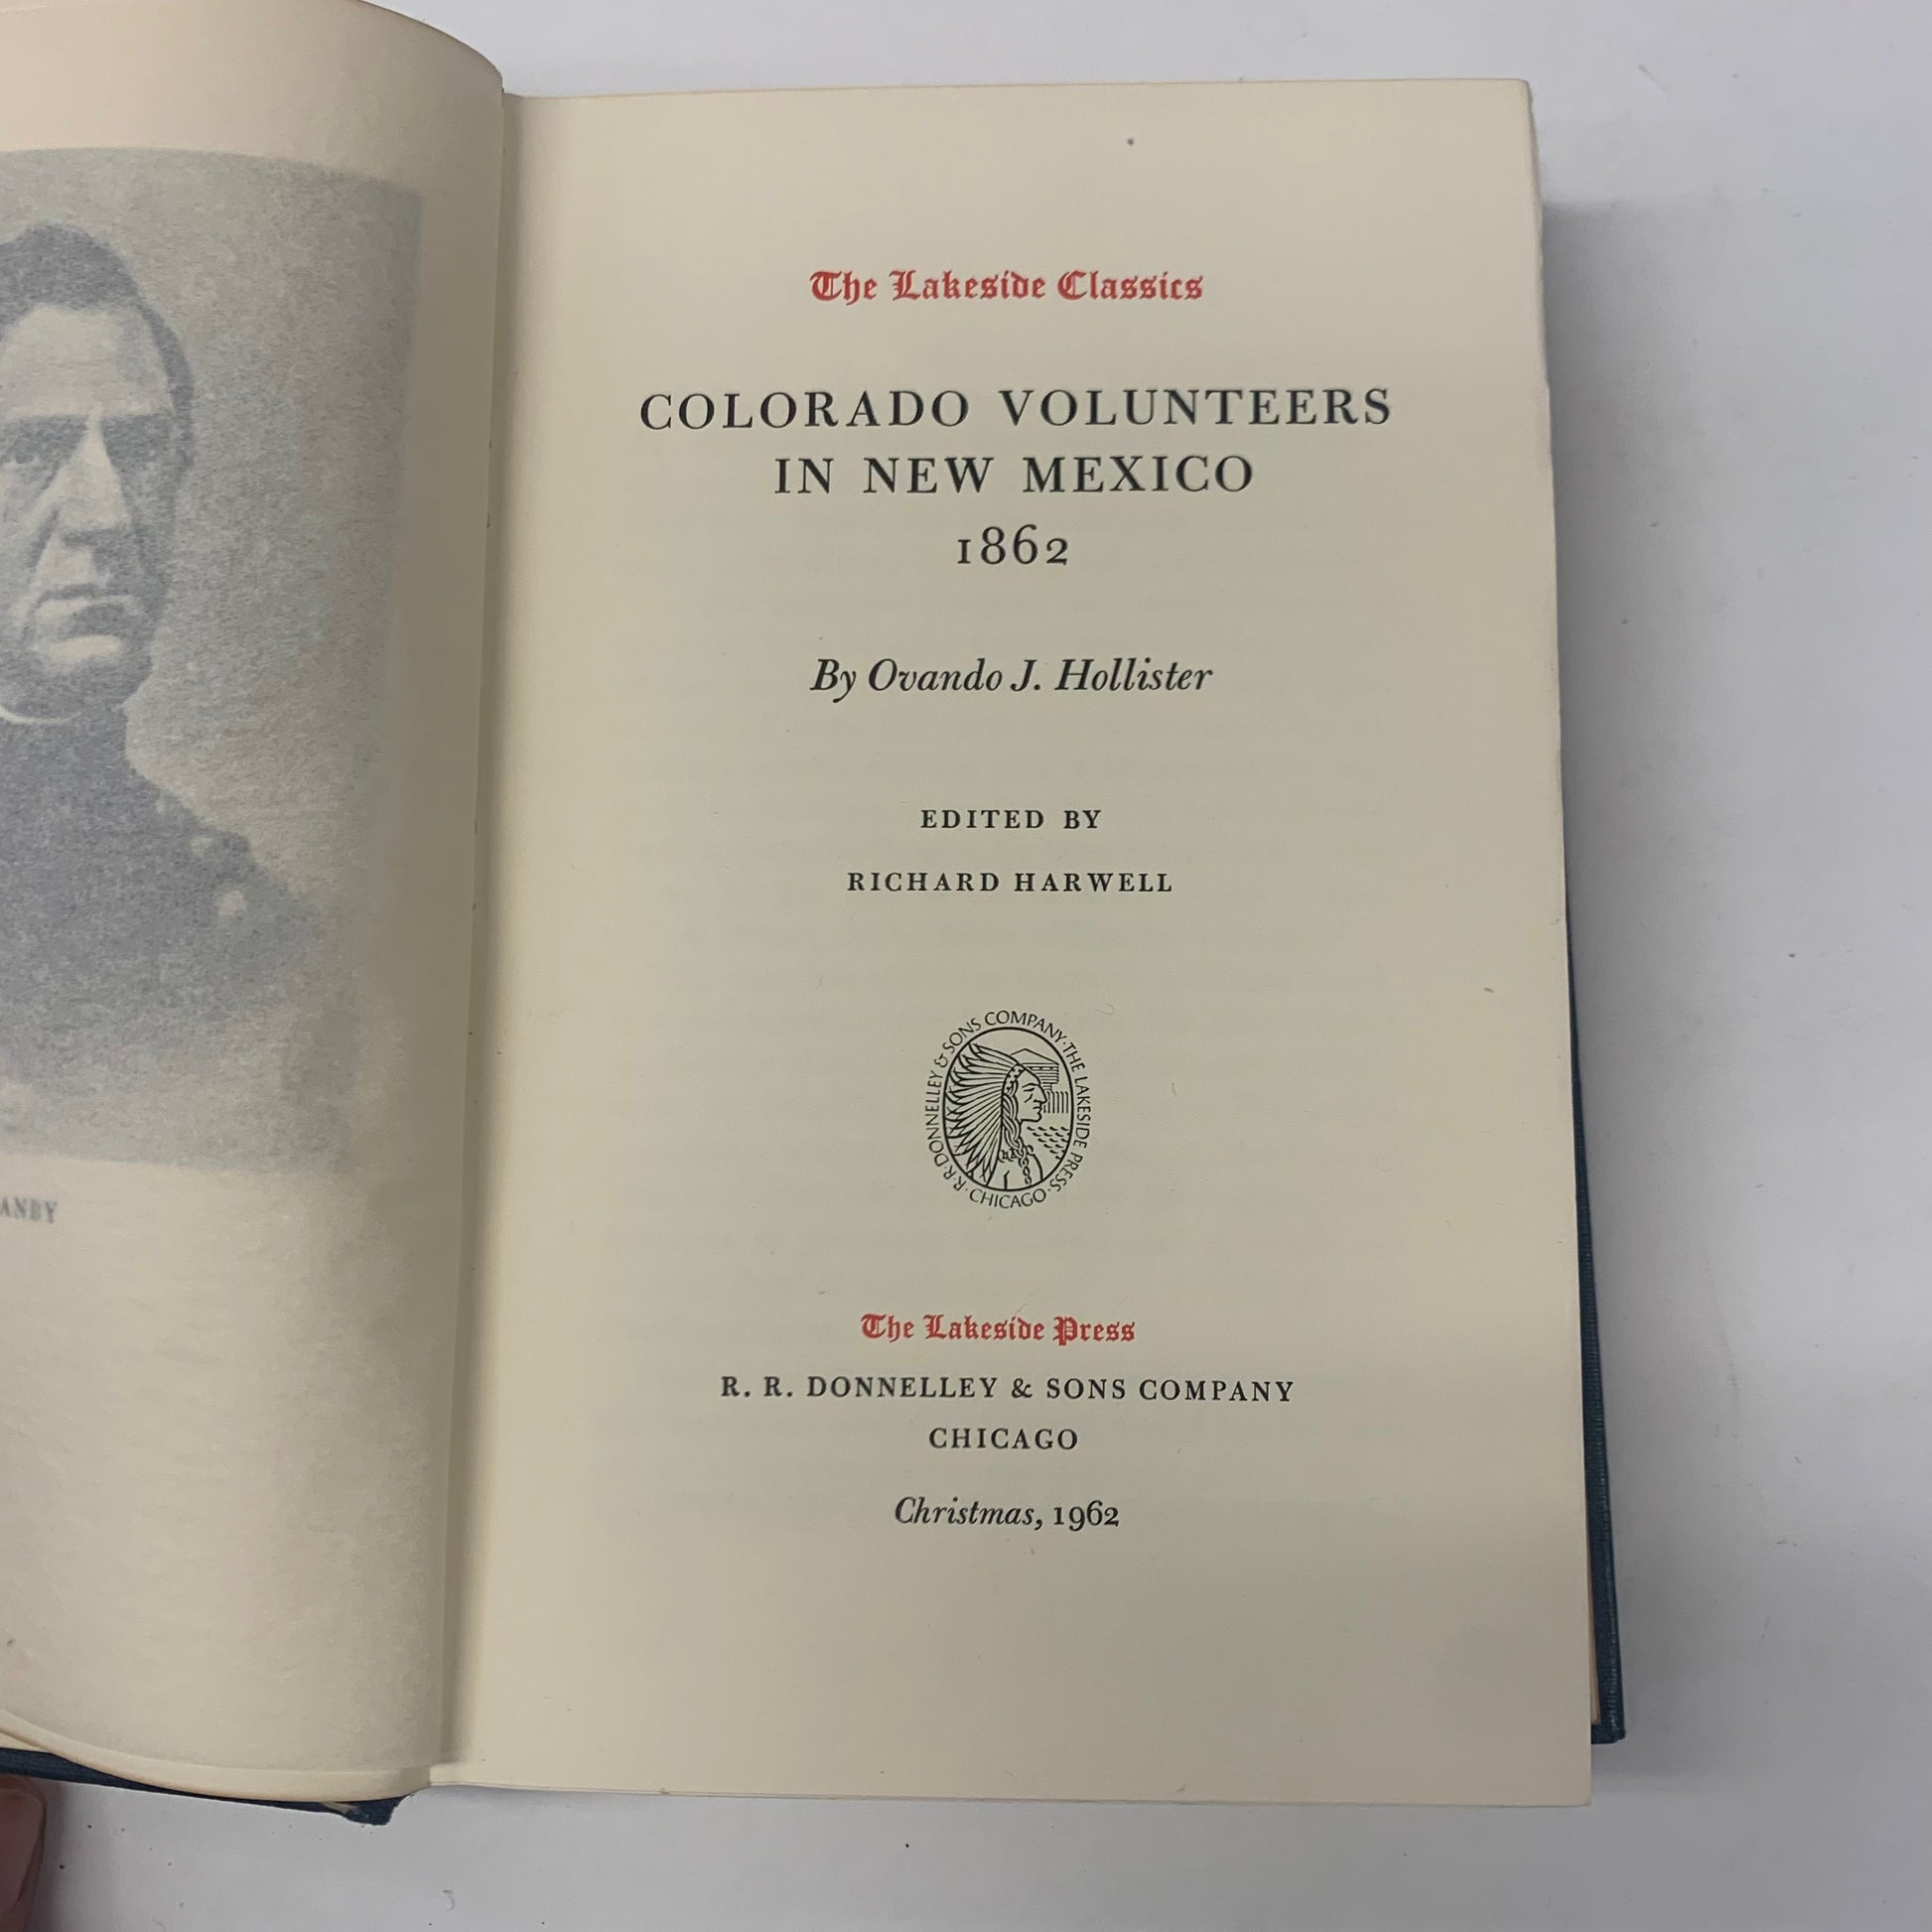 ANBY
The Lakeside Classics
COLORADO VOLUNTEERS
IN NEW MEXICO
1862
By Ovando J. Hollister
EDITED BY
RICHARD HARWELL
R·R·DONNELLEY & SONS COMPANY·THE LAKESIDE PRESS·CHICAGO·
The Lakeside Press
R. R. DONNELLEY & SONS COMPANY
CHICAGO
Christmas, 1962